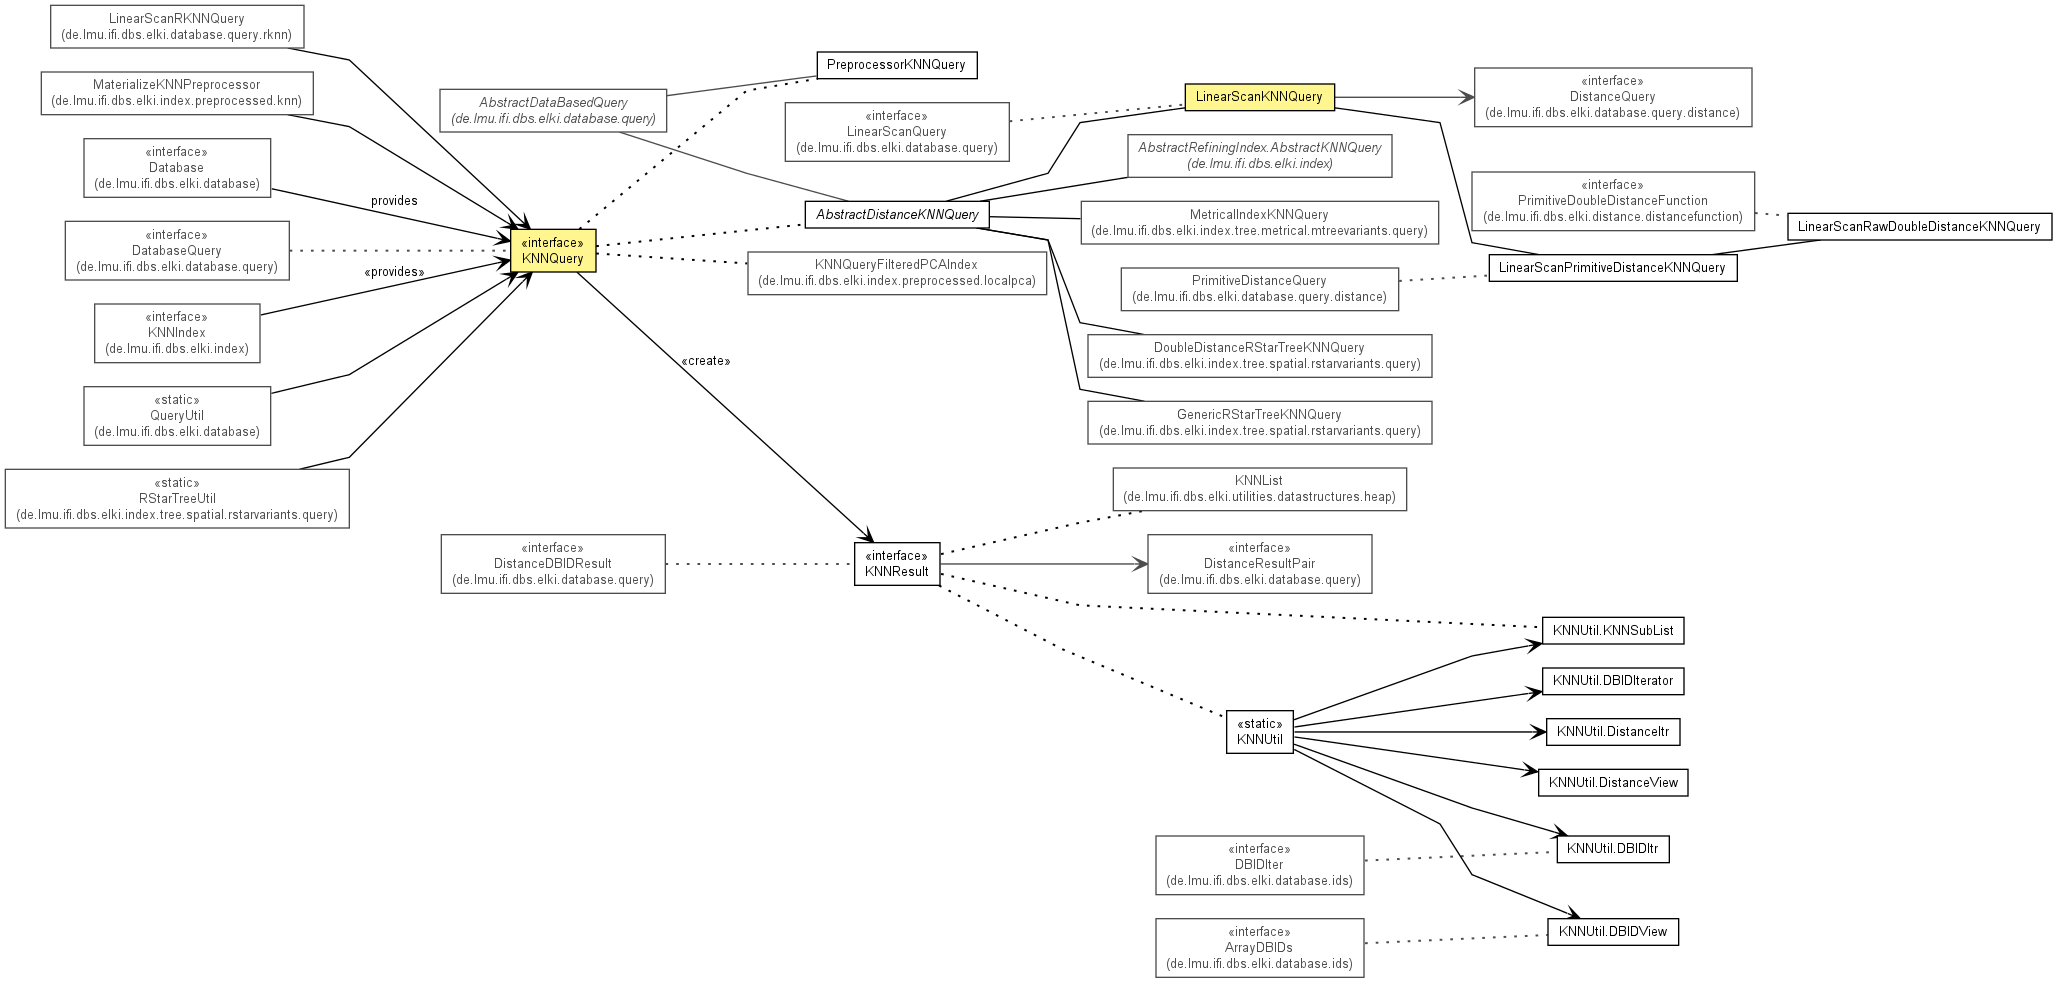 LinearScanRKNNQuery
(de.lmu.ifi.dbs.elki.database.query.rknn)
MaterializeKNNPreprocessor
(de.lmu.ifi.dbs.elki.index.preprocessed.knn)
«interface»
Database
(de.lmu.ifi.dbs.elki.database)
provides
«interface»
DatabaseQuery
(de.lmu.ifi.dbs.elki.database.query)
«provides»
«interface»
KNNIndex
(de.lmu.ifi.dbs.elki.index)
«static»
QueryUtil
(de.lmu.ifi.dbs.elki.database)
«static»
RStarTreeUtil
(de.lmu.ifi.dbs.elki.index.tree.spatial.rstarvariants.query)
AbstractDataBasedQuery
(de.lmu.ifi.dbs.elki.database.query)
«interface»
KNNQuery
«create»
«interface»
DistanceDBIDResult
(de.lmu.ifi.dbs.elki.database.query)
PreprocessorKNNQuery
«interface»
LinearScanQuery
(de.lmu.ifi.dbs.elki.database.query)
AbstractDistanceKNNQuery
KNNQueryFilteredPCAIndex
(de.lmu.ifi.dbs.elki.index.preprocessed.localpca)
«interface»
KNNResult
LinearScanKNNQuery
AbstractRefiningIndex.AbstractKNNQuery
(de.lmu.ifi.dbs.elki.index)
MetricalIndexKNNQuery
(de.lmu.ifi.dbs.elki.index.tree.metrical.mtreevariants.query)
PrimitiveDistanceQuery
(de.lmu.ifi.dbs.elki.database.query.distance)
DoubleDistanceRStarTreeKNNQuery
(de.lmu.ifi.dbs.elki.index.tree.spatial.rstarvariants.query)
GenericRStarTreeKNNQuery
(de.lmu.ifi.dbs.elki.index.tree.spatial.rstarvariants.query)
KNNList
(de.lmu.ifi.dbs.elki.utilities.datastructures.heap)
«interface»
DistanceResultPair
(de.lmu.ifi.dbs.elki.database.query)
«static»
KNNUtil
«interface»
DBIDIter
(de.lmu.ifi.dbs.elki.database.ids)
«interface»
ArrayDBIDs
(de.lmu.ifi.dbs.elki.database.ids)
«interface»
DistanceQuery
(de.lmu.ifi.dbs.elki.database.query.distance)
«interface»
PrimitiveDoubleDistanceFunction
(de.lmu.ifi.dbs.elki.distance.distancefunction)
LinearScanPrimitiveDistanceKNNQuery
LinearScanRawDoubleDistanceKNNQuery
KNNUtil.KNNSubList
KNNUtil.DBIDIterator
KNNUtil.DistanceItr
KNNUtil.DistanceView
KNNUtil.DBIDItr
KNNUtil.DBIDView